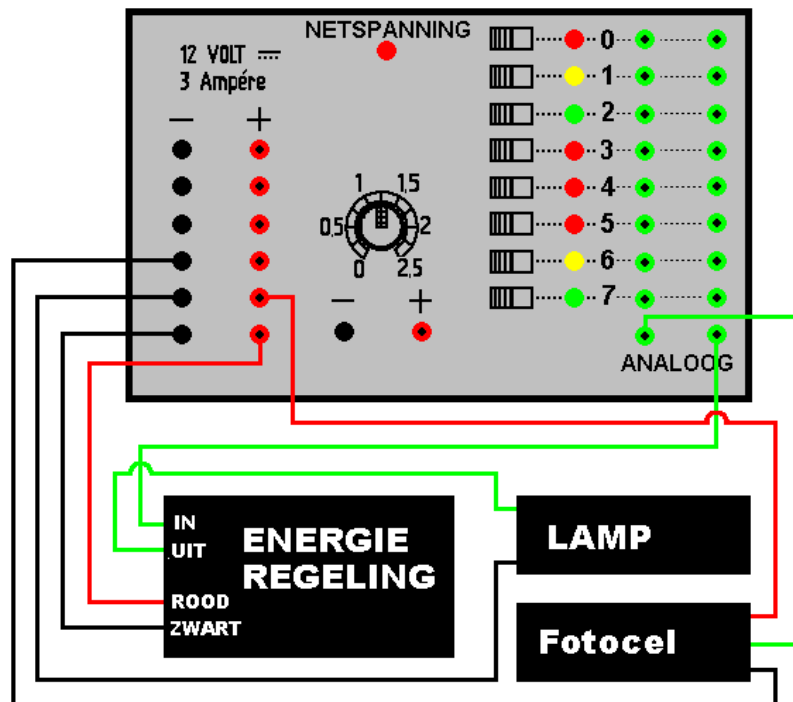 NETSPANNING
12 VOLT
3 Ampére
− +
0
1
2
3
4
5
6
7
1 1,5
0,5 2
0 2,5
− +
ANALOOG
IN
UIT
ENERGIE
REGELING
ROOD
ZWART
LAMP
Fotocel